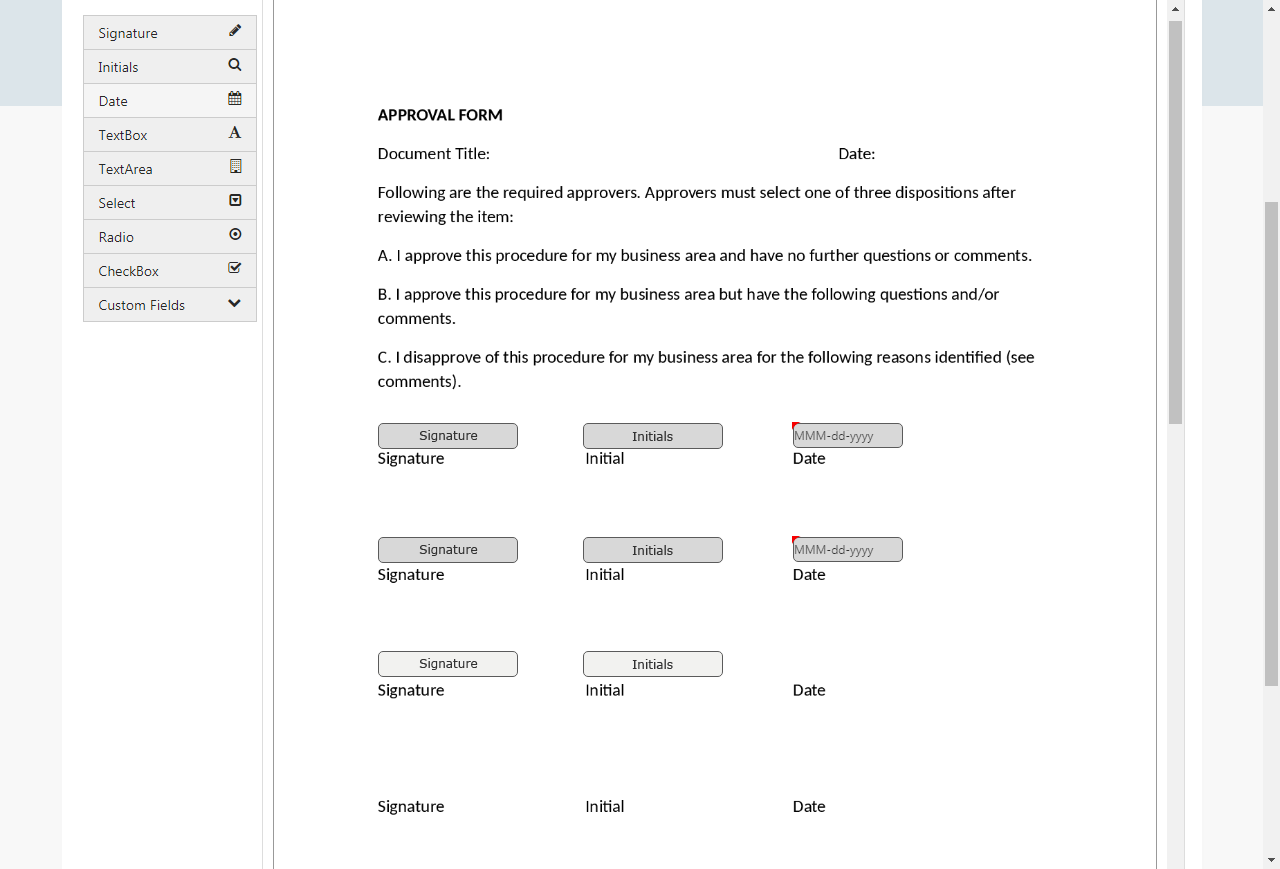 Signature
Initials
Date
TextBox
TextArea
Select
Radio
CheckBox
Custom Fields
APPROVAL FORM
Document Title: Date:
Following are the required approvers. Approvers must select one of three dispositions after
reviewing the item:
A. I approve this procedure for my business area and have no further questions or comments.
B. I approve this procedure for my business area but have the following questions and/or
comments.
C. I disapprove of this procedure for my business area for the following reasons identified (see
comments).
Signature Initials MMM-dd-yyyy
Signature Initial Date
Signature Initials MMM-dd-yyyy
Signature Initial Date
Signature Initials
Signature Initial Date
Signature Initial Date